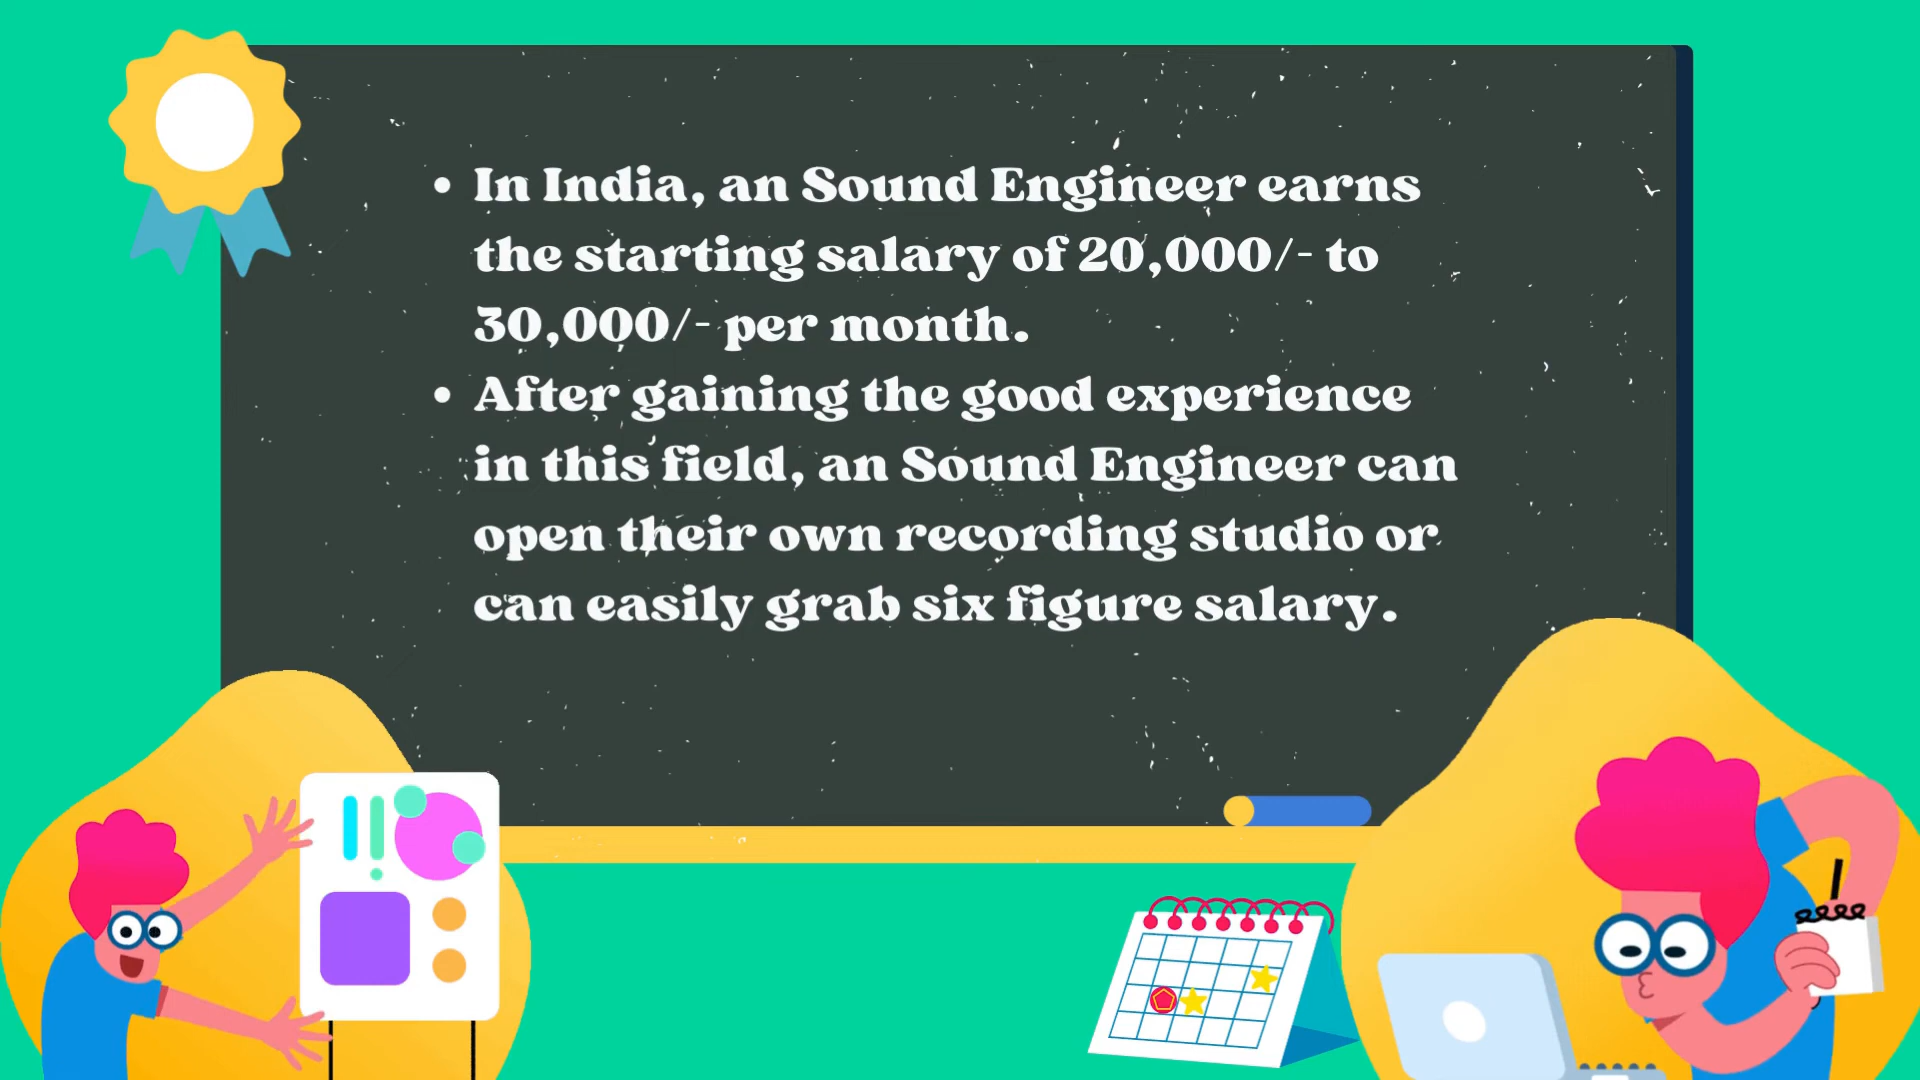 • In India, an Sound Engineer earns
the starting salary of 20,000/- to
30,000/- per month.
• After gaining the good experience
in this field, an Sound Engineer can
open their own recording studio or
can easily grab six figure salary.